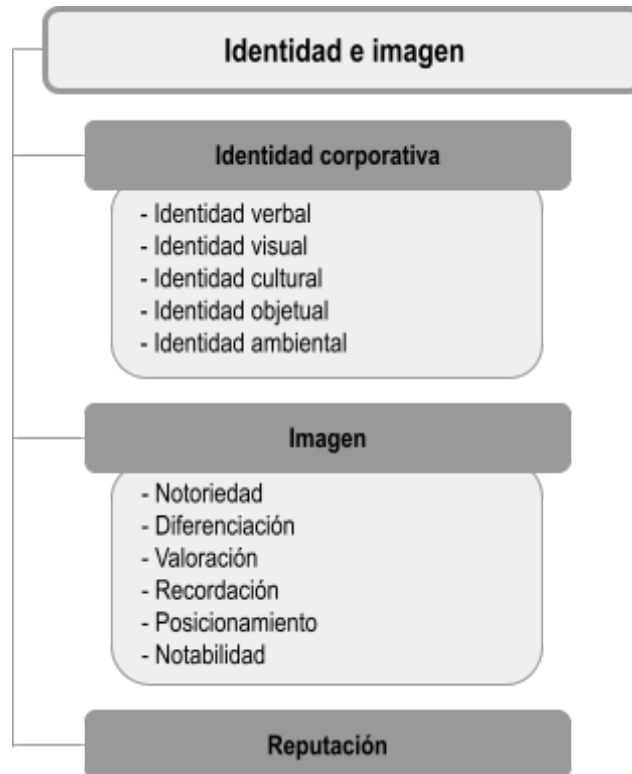 Identidad e imagen
Identidad corporativa
- Identidad verbal
- Identidad visual
- Identidad cultural
- Identidad objetual
- Identidad ambiental
Imagen
- Notoriedad
- Diferenciación
- Valoración
- Recordación
- Posicionamiento
- Notabilidad
Reputación